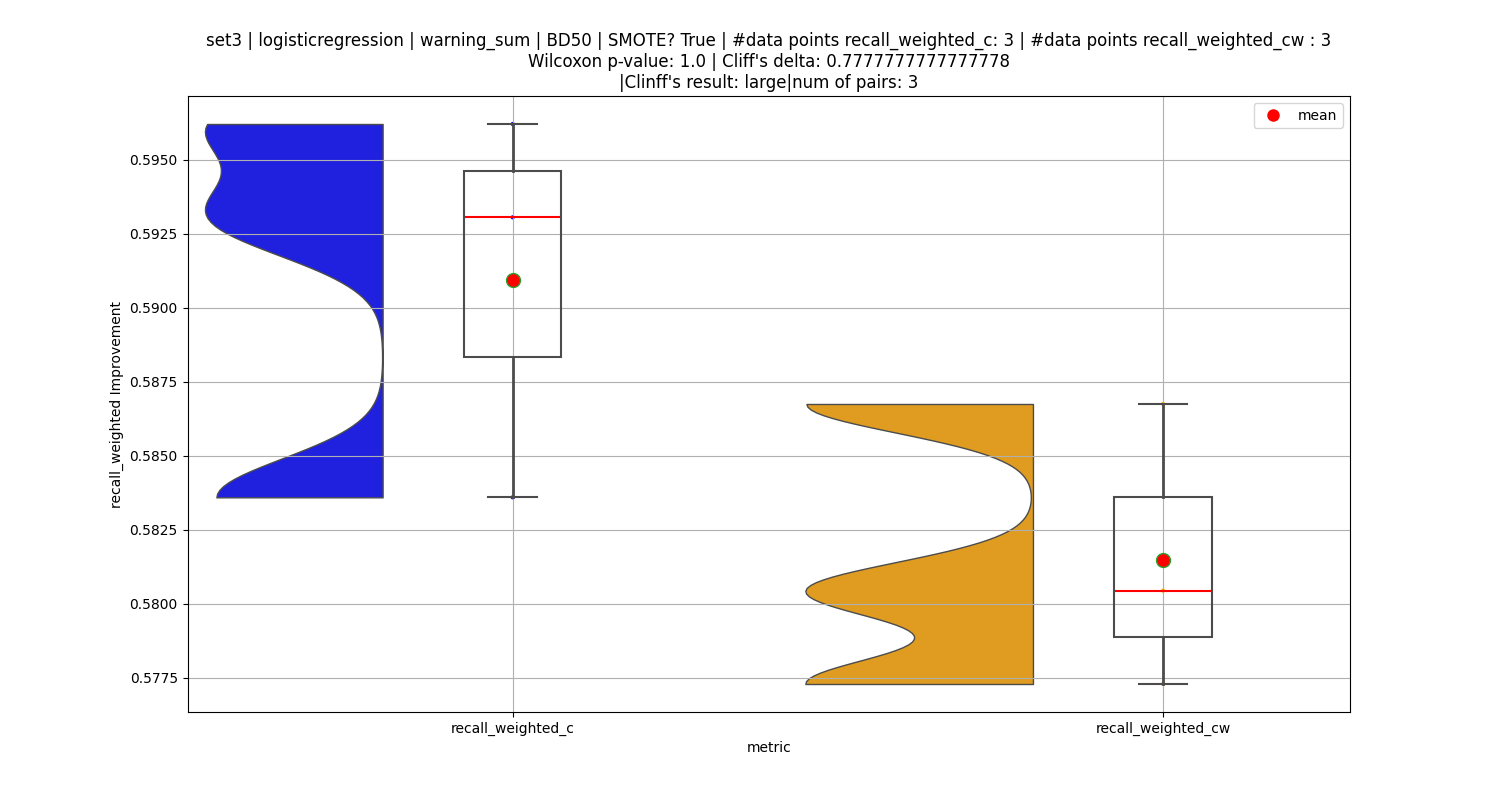 set3 | logisticregression | warning_sum | BD50 | SMOTE? True | #data points recall_weighted_c: 3 | #data points recall_weighted_cw : 3
Wilcoxon p-value: 1.0 | Cliff's delta: 0.7777777777777778
|Clinff's result: large|num of pairs: 3
mean
0.5950
0.5925
0.5900
0.5875
0.5850
0.5825
0.5800
0.5775
recall_weighted Improvement
recall_weighted_c
recall_weighted_cw
metric